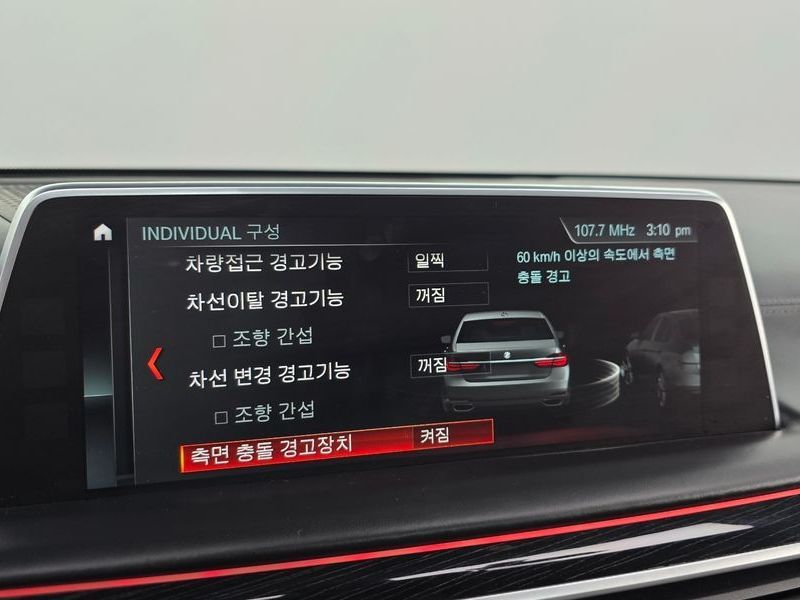 INDIVIDUAL 구성
107.7 MHz 3:10 pm
차량접근 경고기능 일찍
60 km/h 이상의 속도에서 측면
충돌 경고
차선이탈 경고기능 꺼짐
조향 간섭
차선 변경 경고기능 꺼짐
조향 간섭
측면 충돌 경고장치 켜짐